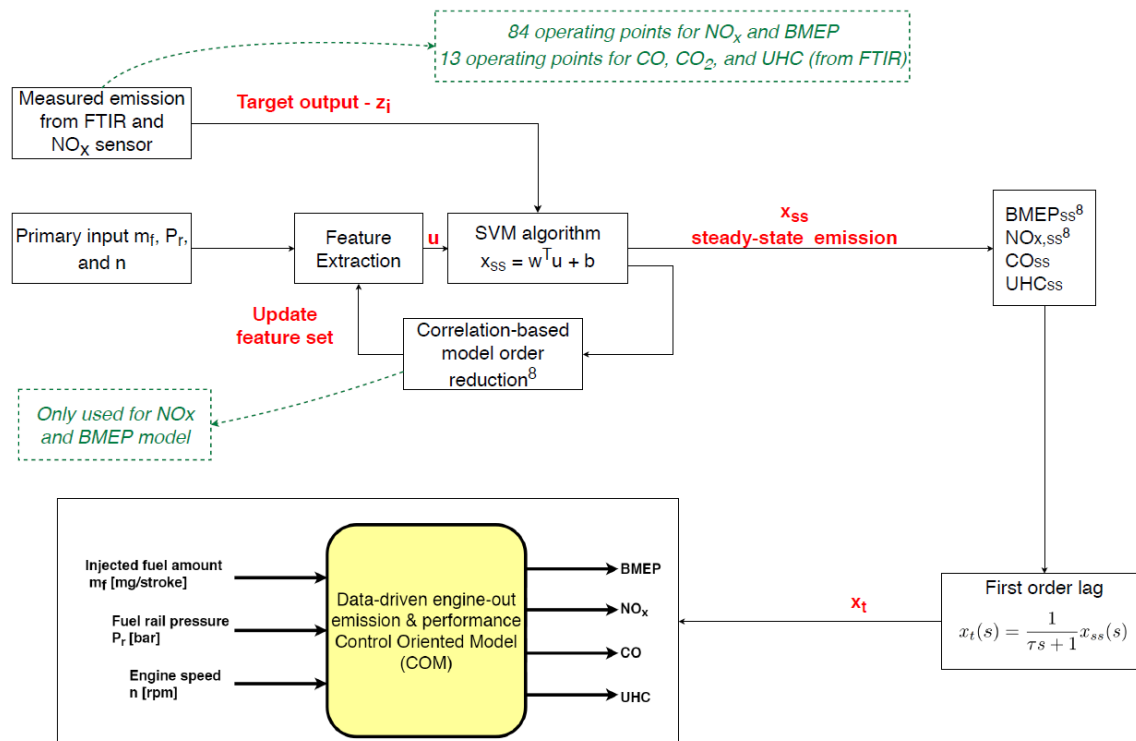 84 operating points for NOx and BMEP
13 operating points for CO, CO2, and UHC (from FTIR)
Measured emission
from FTIR and
NOx sensor
Target output - zi
Primary input mf, Pr,
and n
Feature
Extraction
u
SVM algorithm
xSS = wTu + b
xss
steady-state emission
BMEPSS8
NOx,SS8
COSS
UHCSS
Update
feature set
Correlation-based
model order
reduction8
Only used for NOx
and BMEP model
First order lag
xt(s) = 1/(τs + 1) xss(s)
xt
Injected fuel amount
mf [mg/stroke]
Fuel rail pressure
Pr [bar]
Engine speed
n [rpm]
Data-driven engine-out
emission & performance
Control Oriented Model
(COM)
BMEP
NOx
CO
UHC